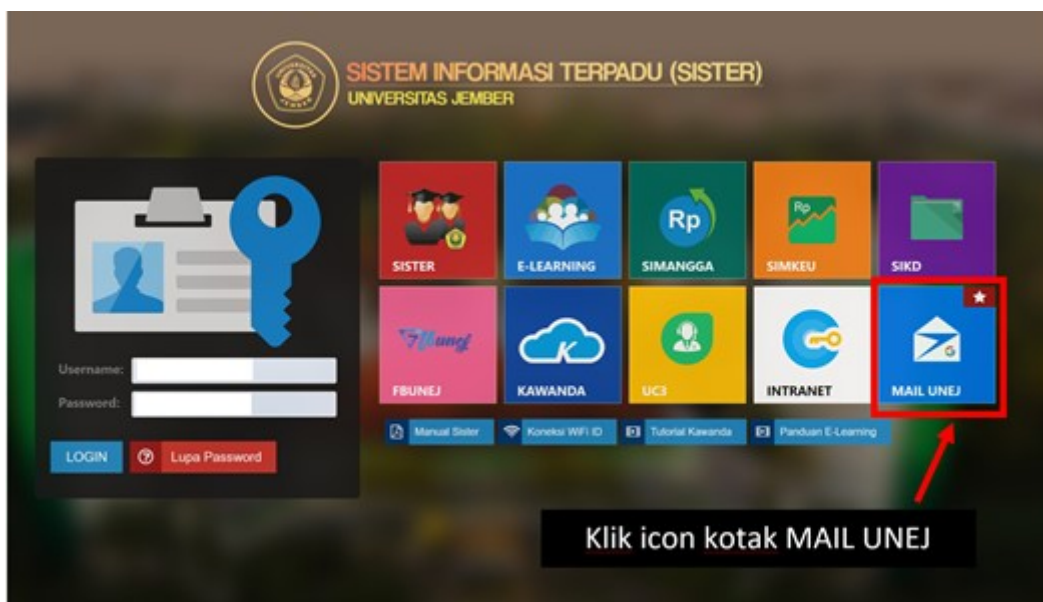 SISTEM INFORMASI TERPADU (SISTER)
UNIVERSITAS JEMBER
Username:
Password:
LOGIN
Lupa Password
SISTER
E-LEARNING
Rp
SIMANGGA
Rp
SIMKEU
SIKD
FBunej
FBUNEJ
K
KAWANDA
UC3
INTRANET
G
MAIL UNEJ
Manual Sister
Koneksi WiFi ID
Tutorial Kawanda
Panduan E-Learning
Klik icon kotak MAIL UNEJ